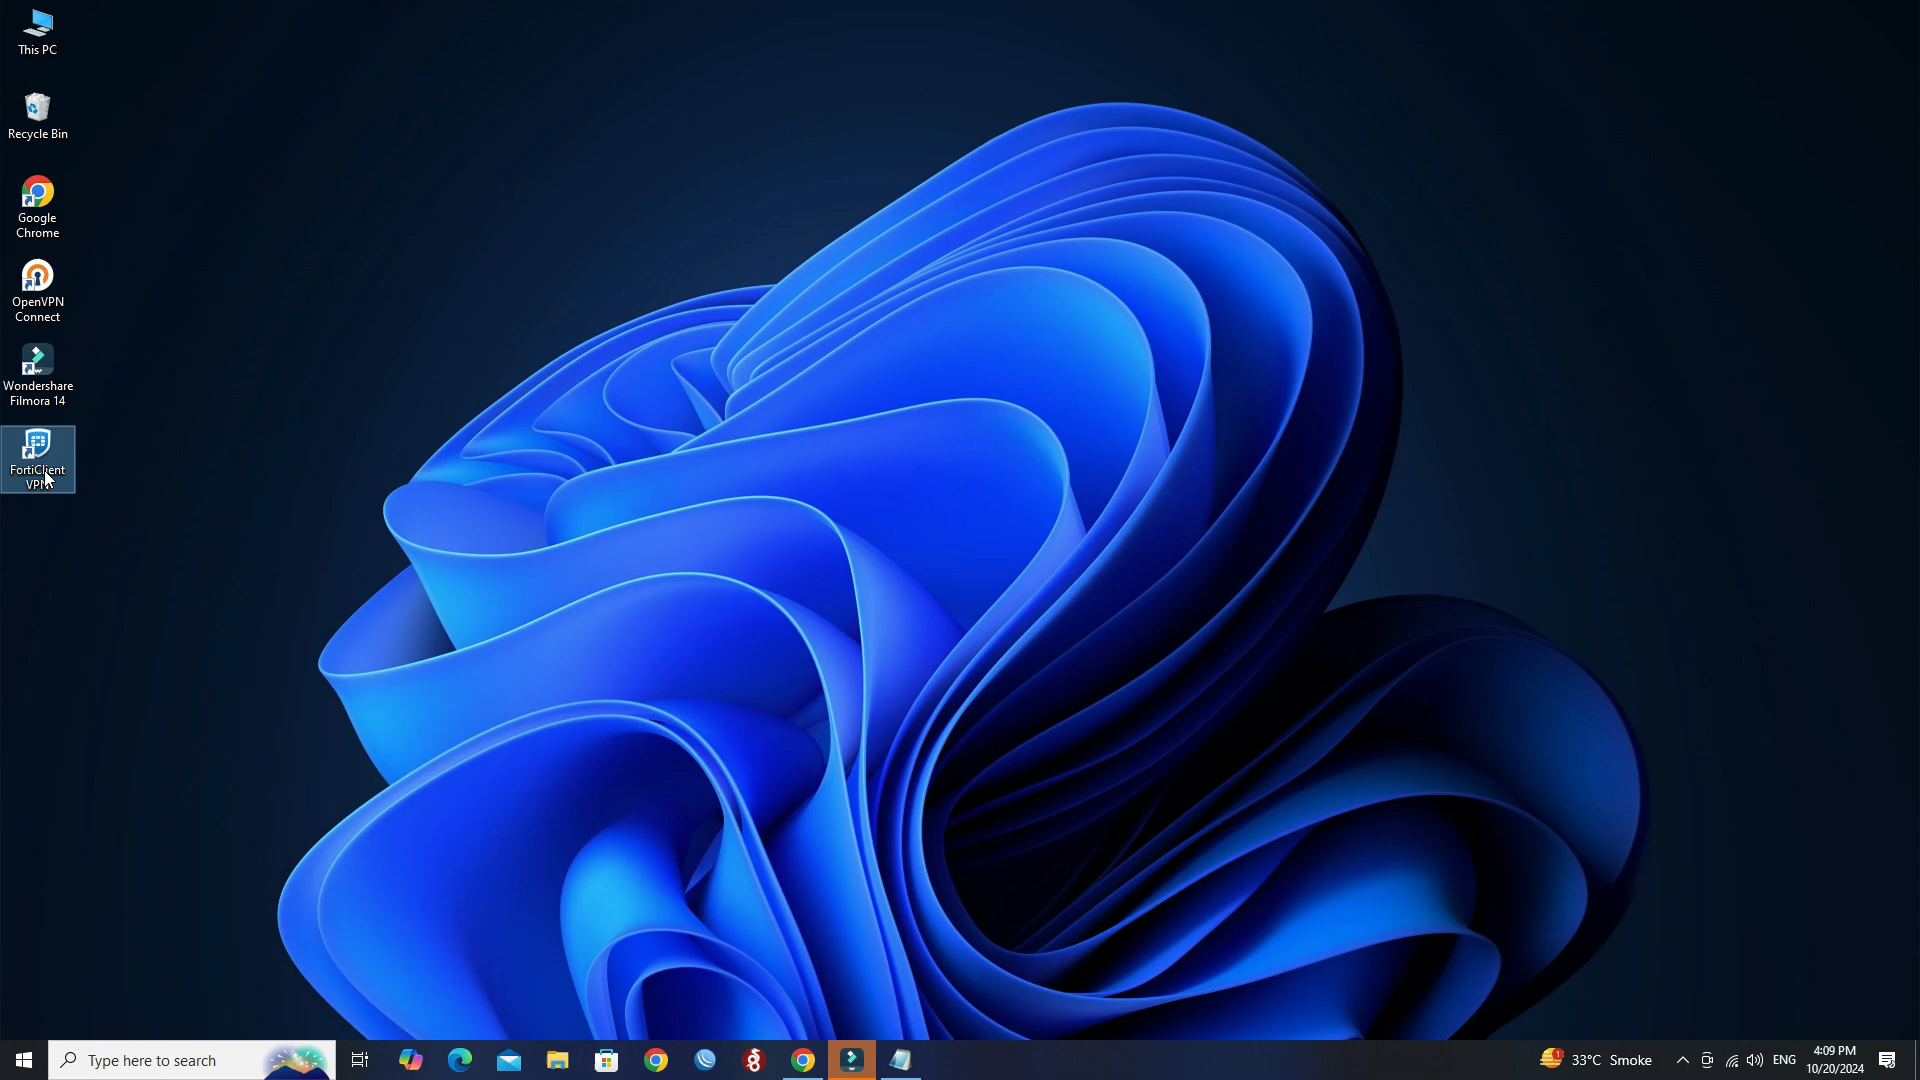 This PC
Recycle Bin
Google
Chrome
OpenVPN
Connect
Wondershare
Filmora 14
FortiClient
VPN
Type here to search
1
33°C Smoke
ENG
4:09 PM
10/20/2024